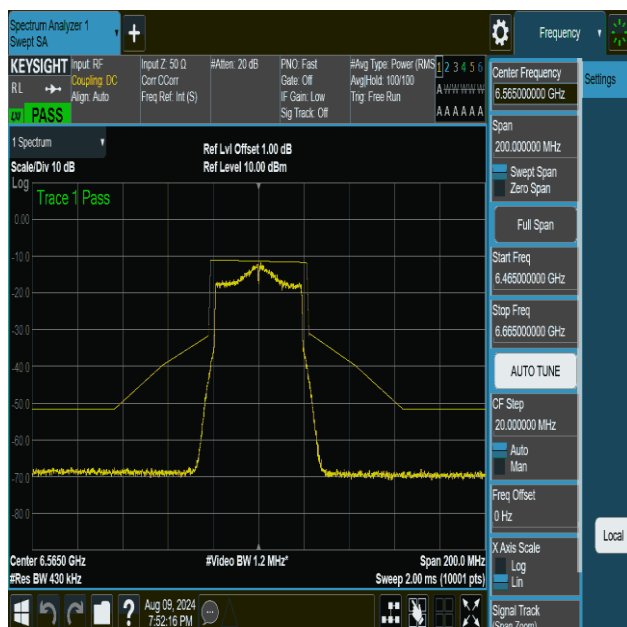 Spectrum Analyzer 1
Swept SA
+
Frequency
KEYSIGHT
RL
PASS
Input: RF
Coupling: DC
Align: Auto
Input Z: 50 Ω
Corr CCorr
Freq Ref: Int (S)
#Atten: 20 dB
PNO: Fast
Gate: Off
IF Gain: Low
Sig Track: Off
#Avg Type: Power (RMS
Avg|Hold: 100/100
Trig: Free Run
1 2 3 4 5 6
A W W W W W
A A A A A A
1 Spectrum
Scale/Div 10 dB
Ref Lvl Offset 1.00 dB
Ref Level 10.00 dBm
Log
Trace 1 Pass
0.00
-10.0
-20.0
-30.0
-40.0
-50.0
-60.0
-70.0
-80.0
Center 6.5650 GHz
#Res BW 430 kHz
#Video BW 1.2 MHz*
Span 200.0 MHz
Sweep 2.00 ms (10001 pts)
Center Frequency
6.565000000 GHz
Settings
Span
200.000000 MHz
Swept Span
Zero Span
Full Span
Start Freq
6.465000000 GHz
Stop Freq
6.665000000 GHz
AUTO TUNE
CF Step
20.000000 MHz
Auto
Man
Freq Offset
0 Hz
Local
X Axis Scale
Log
Lin
Signal Track
(Span Zoom)
?
Aug 09, 2024
7:52:16 PM